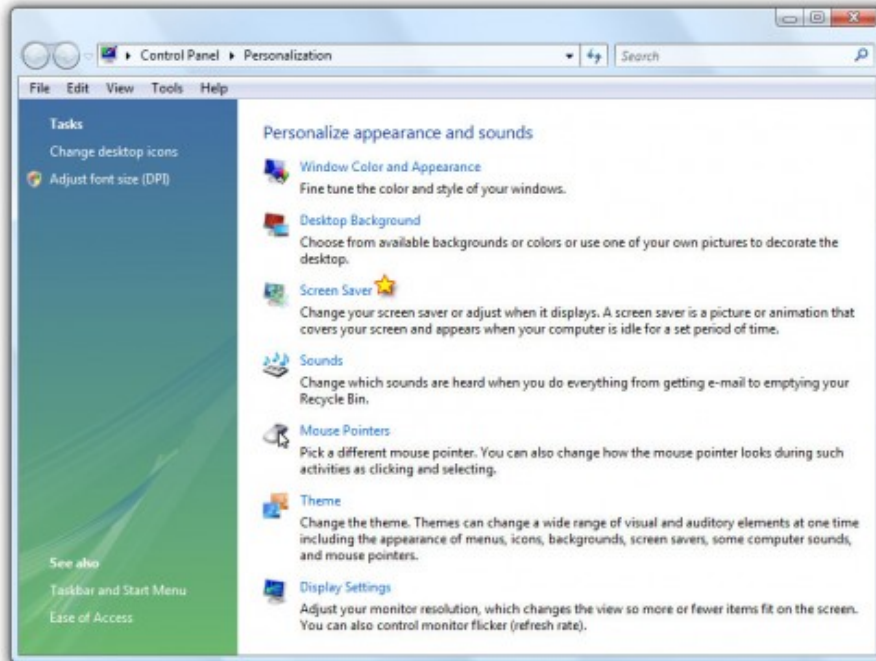 Control Panel Personalization
Search
File Edit View Tools Help
Tasks
Change desktop icons
Adjust font size (DPI)
See also
Taskbar and Start Menu
Ease of Access
Personalize appearance and sounds
Window Color and Appearance
Fine tune the color and style of your windows.
Desktop Background
Choose from available backgrounds or colors or use one of your own pictures to decorate the
desktop.
Screen Saver
Change your screen saver or adjust when it displays. A screen saver is a picture or animation that
covers your screen and appears when your computer is idle for a set period of time.
Sounds
Change which sounds are heard when you do everything from getting e-mail to emptying your
Recycle Bin.
Mouse Pointers
Pick a different mouse pointer. You can also change how the mouse pointer looks during such
activities as clicking and selecting.
Theme
Change the theme. Themes can change a wide range of visual and auditory elements at one time
including the appearance of menus, icons, backgrounds, screen savers, some computer sounds,
and mouse pointers.
Display Settings
Adjust your monitor resolution, which changes the view so more or fewer items fit on the screen.
You can also control monitor flicker (refresh rate).